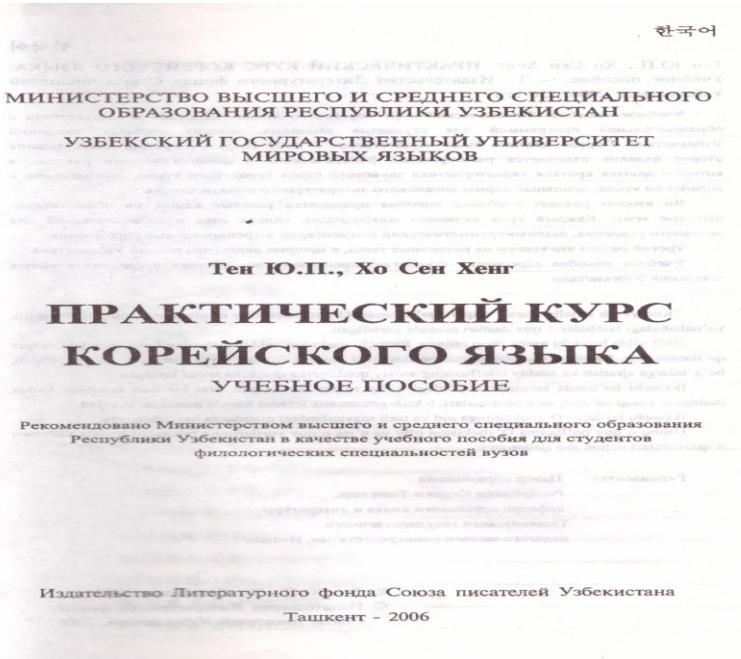 한국어
МИНИСТЕРСТВО ВЫСШЕГО И СРЕДНЕГО СПЕЦИАЛЬНОГО
ОБРАЗОВАНИЯ РЕСПУБЛИКИ УЗБЕКИСТАН
УЗБЕКСКИЙ ГОСУДАРСТВЕННЫЙ УНИВЕРСИТЕТ
МИРОВЫХ ЯЗЫКОВ
Тен Ю.П., Хо Сен Хенг
ПРАКТИЧЕСКИЙ КУРС
КОРЕЙСКОГО ЯЗЫКА
УЧЕБНОЕ ПОСОБИЕ
Рекомендовано Министерством высшего и среднего специального образования
Республики Узбекистан в качестве учебного пособия для студентов
филологических специальностей вузов
Издательство Литературного фонда Союза писателей Узбекистана
Ташкент - 2006